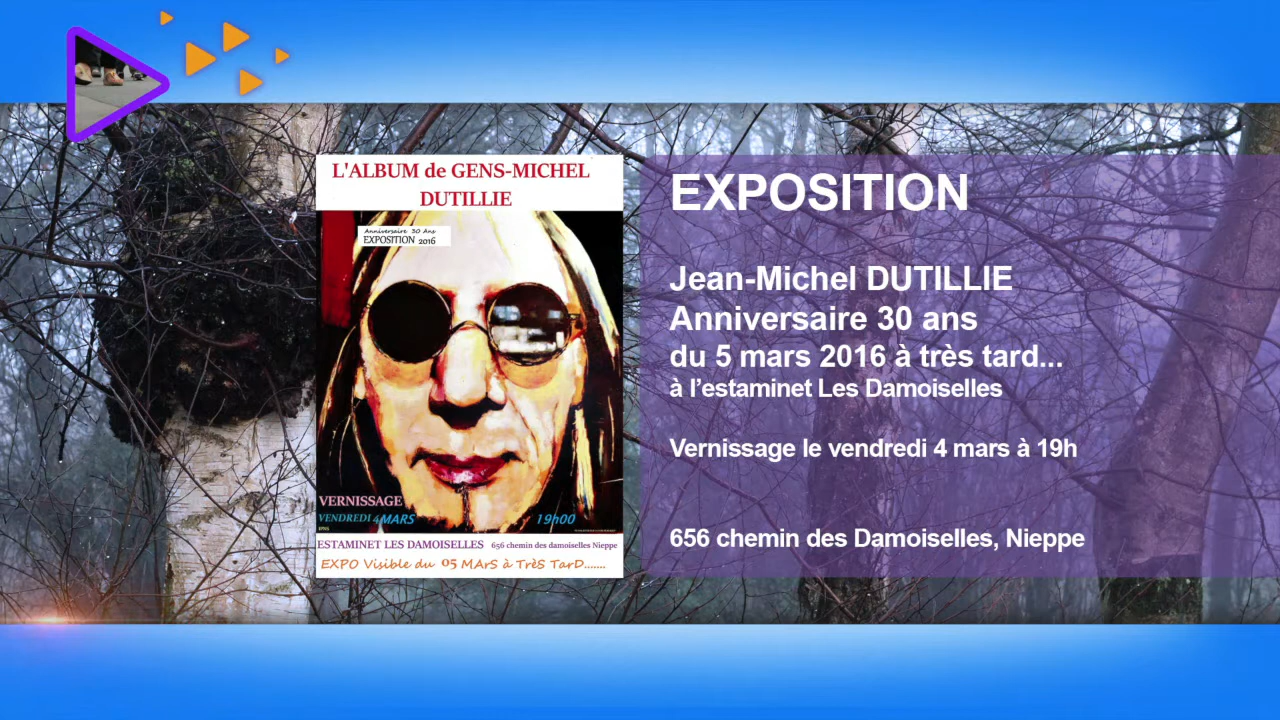 L'ALBUM de GENS-MICHEL
DUTILLIE
Anniversaire 30 Ans
EXPOSITION 2016
VERNISSAGE
VENDREDI 4MARS
19h00
IPNS
ESTAMINET LES DAMOISELLES 656 chemin des damoiselles Nieppe
EXPO Visible du 05 MArS à TrèS TarD.......
EXPOSITION
Jean-Michel DUTILLIE
Anniversaire 30 ans
du 5 mars 2016 à très tard...
à l’estaminet Les Damoiselles
Vernissage le vendredi 4 mars à 19h
656 chemin des Damoiselles, Nieppe